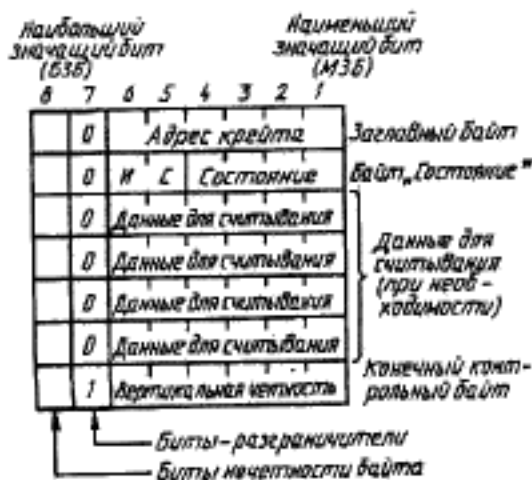 Наибольший
значащий бит
(БЗБ)
Наименьший
значащий бит
(МЗБ)
8 7 6 5 4 3 2 1
0 Адрес крейта Заглавный байт
0 И С Состояние Байт „Состояние"
0 Данные для считывания
0 Данные для считывания
0 Данные для считывания
0 Данные для считывания
Данные для
считывания
(при необ-
ходимости)
1 Вертикальная четность
Конечный конт-
рольный байт
Биты-разграничители
Биты нечетности байта